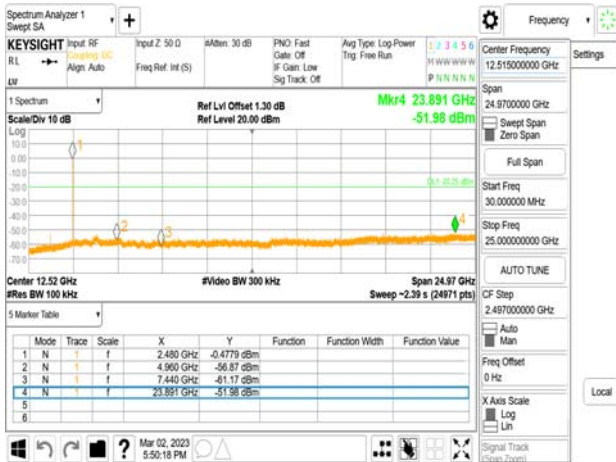 Spectrum Analyzer 1
Swept SA
+
Frequency
KEYSIGHT
RL
Input: RF
Coupling: DC
Align: Auto
Input Z: 50 Ω
Freq Ref: Int (S)
#Atten: 30 dB
PNO: Fast
Gate: Off
IF Gain: Low
Sig Track: Off
Avg Type: Log-Power
Trig: Free Run
1 2 3 4 5 6
M W W W W W
P N N N N N
LW
1 Spectrum
Scale/Div 10 dB
Ref Lvl Offset 1.30 dB
Ref Level 20.00 dBm
Mkr4 23.891 GHz
-51.98 dBm
Log
10.0
0.00
-10.0
-20.0
-30.0
-40.0
-50.0
-60.0
-70.0
1
2
3
4
Center 12.52 GHz
#Res BW 100 kHz
#Video BW 300 kHz
Span 24.97 GHz
Sweep ~2.39 s (24971 pts)
5 Marker Table
Mode Trace Scale X Y Function Function Width Function Value
1 N 1 f 2.480 GHz -0.4779 dBm
2 N 1 f 4.960 GHz -56.87 dBm
3 N 1 f 7.440 GHz -61.17 dBm
4 N 1 f 23.891 GHz -51.98 dBm
5
6
Mar 02, 2023
5:50:18 PM
Center Frequency
12.515000000 GHz
Settings
Span
24.9700000 GHz
Swept Span
Zero Span
Full Span
Start Freq
30.000000 MHz
Stop Freq
25.000000000 GHz
AUTO TUNE
CF Step
2.497000000 GHz
Auto
Man
Freq Offset
0 Hz
X Axis Scale
Log
Lin
Local
Signal Track
(Span Zoom)